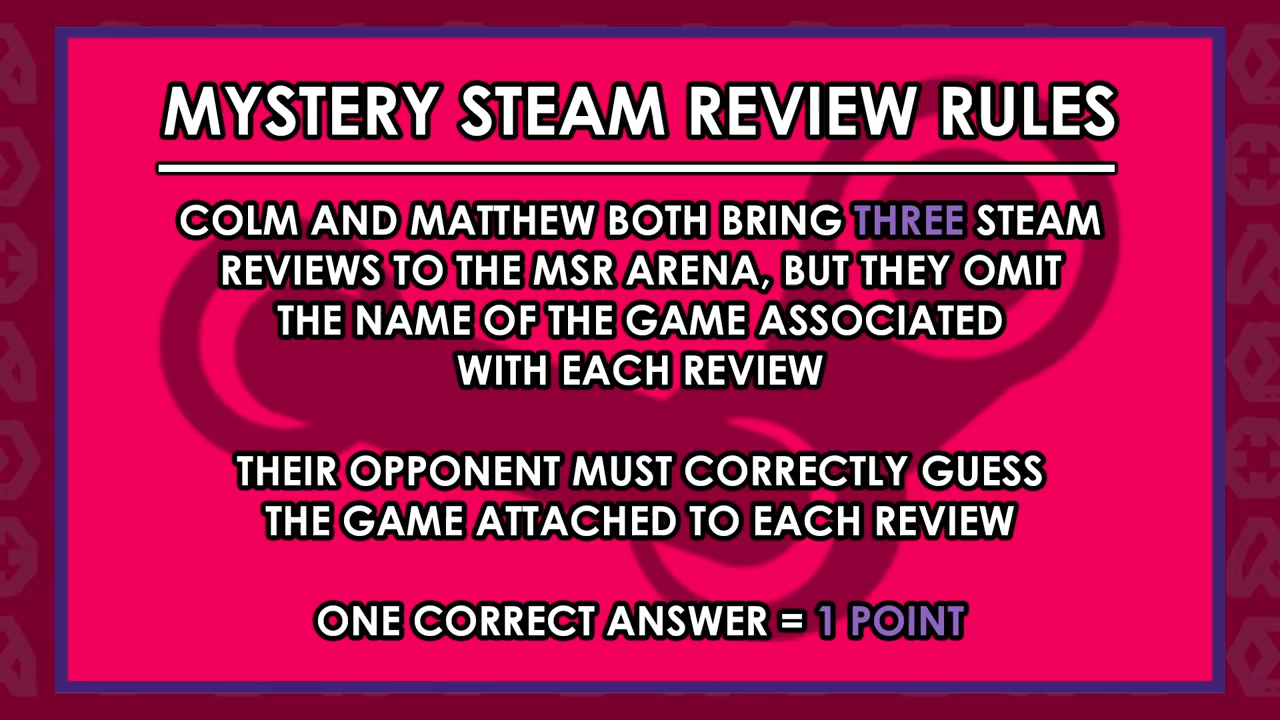 MYSTERY STEAM REVIEW RULES
COLM AND MATTHEW BOTH BRING THREE STEAM
REVIEWS TO THE MSR ARENA, BUT THEY OMIT
THE NAME OF THE GAME ASSOCIATED
WITH EACH REVIEW
THEIR OPPONENT MUST CORRECTLY GUESS
THE GAME ATTACHED TO EACH REVIEW
ONE CORRECT ANSWER = 1 POINT